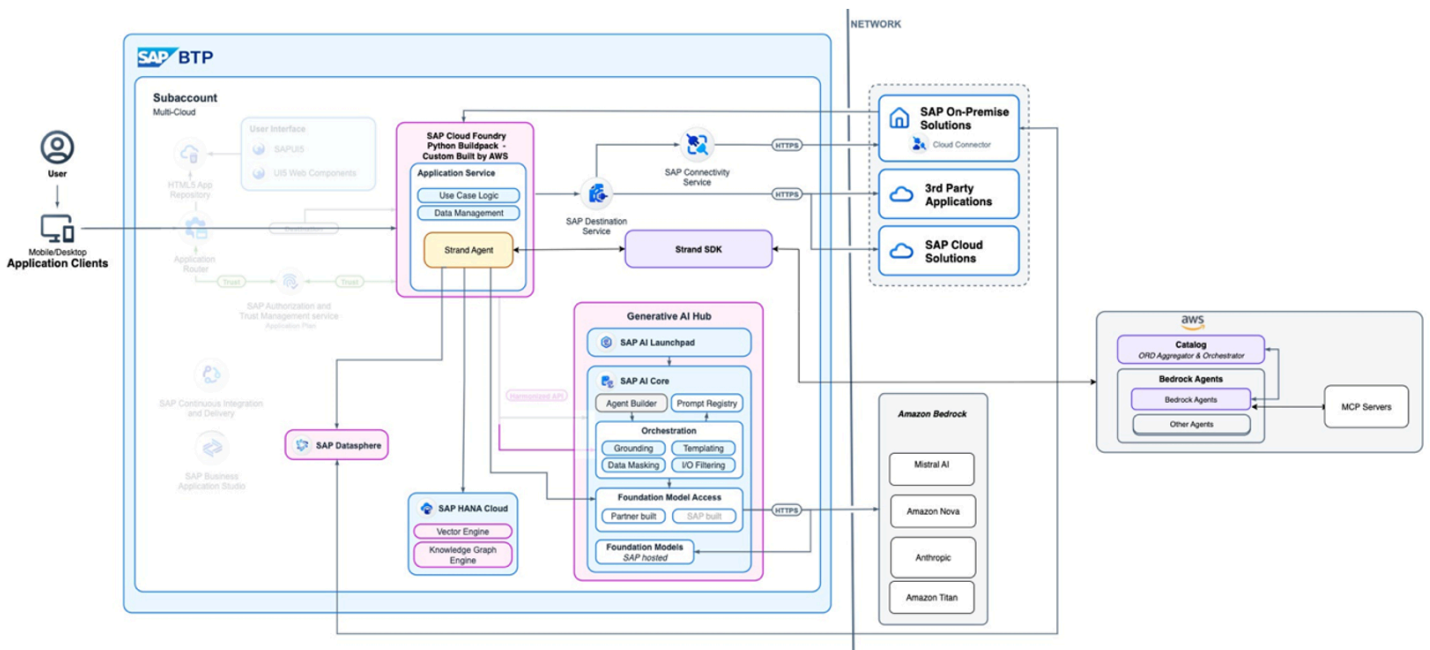 NETWORK
SAP BTP
Subaccount
Multi-Cloud
User
Mobile/Desktop
Application Clients
User Interface
SAPUI5
UI5 Web Components
HTML5 App
Repository
Destination
Application
Router
Trust
Trust
SAP Authorization and
Trust Management service
Application Plan
SAP Continuous Integration
and Delivery
SAP Business
Application Studio
SAP Cloud Foundry
Python Buildpack -
Custom Built by AWS
Application Service
Use Case Logic
Data Management
Strand Agent
SAP Connectivity
Service
SAP Destination
Service
HTTPS
HTTPS
Strand SDK
SAP On-Premise
Solutions
Cloud Connector
3rd Party
Applications
SAP Cloud
Solutions
Generative AI Hub
SAP AI Launchpad
SAP AI Core
Agent Builder
Prompt Registry
Orchestration
Grounding
Templating
Data Masking
I/O Filtering
Foundation Model Access
Partner built
SAP built
Foundation Models
SAP hosted
Harmonized API
HTTPS
SAP Datasphere
SAP HANA Cloud
Vector Engine
Knowledge Graph
Engine
Amazon Bedrock
Mistral AI
Amazon Nova
Anthropic
Amazon Titan
aws
Catalog
ORD Aggregator & Orchestrator
Bedrock Agents
Bedrock Agents
Other Agents
MCP Servers